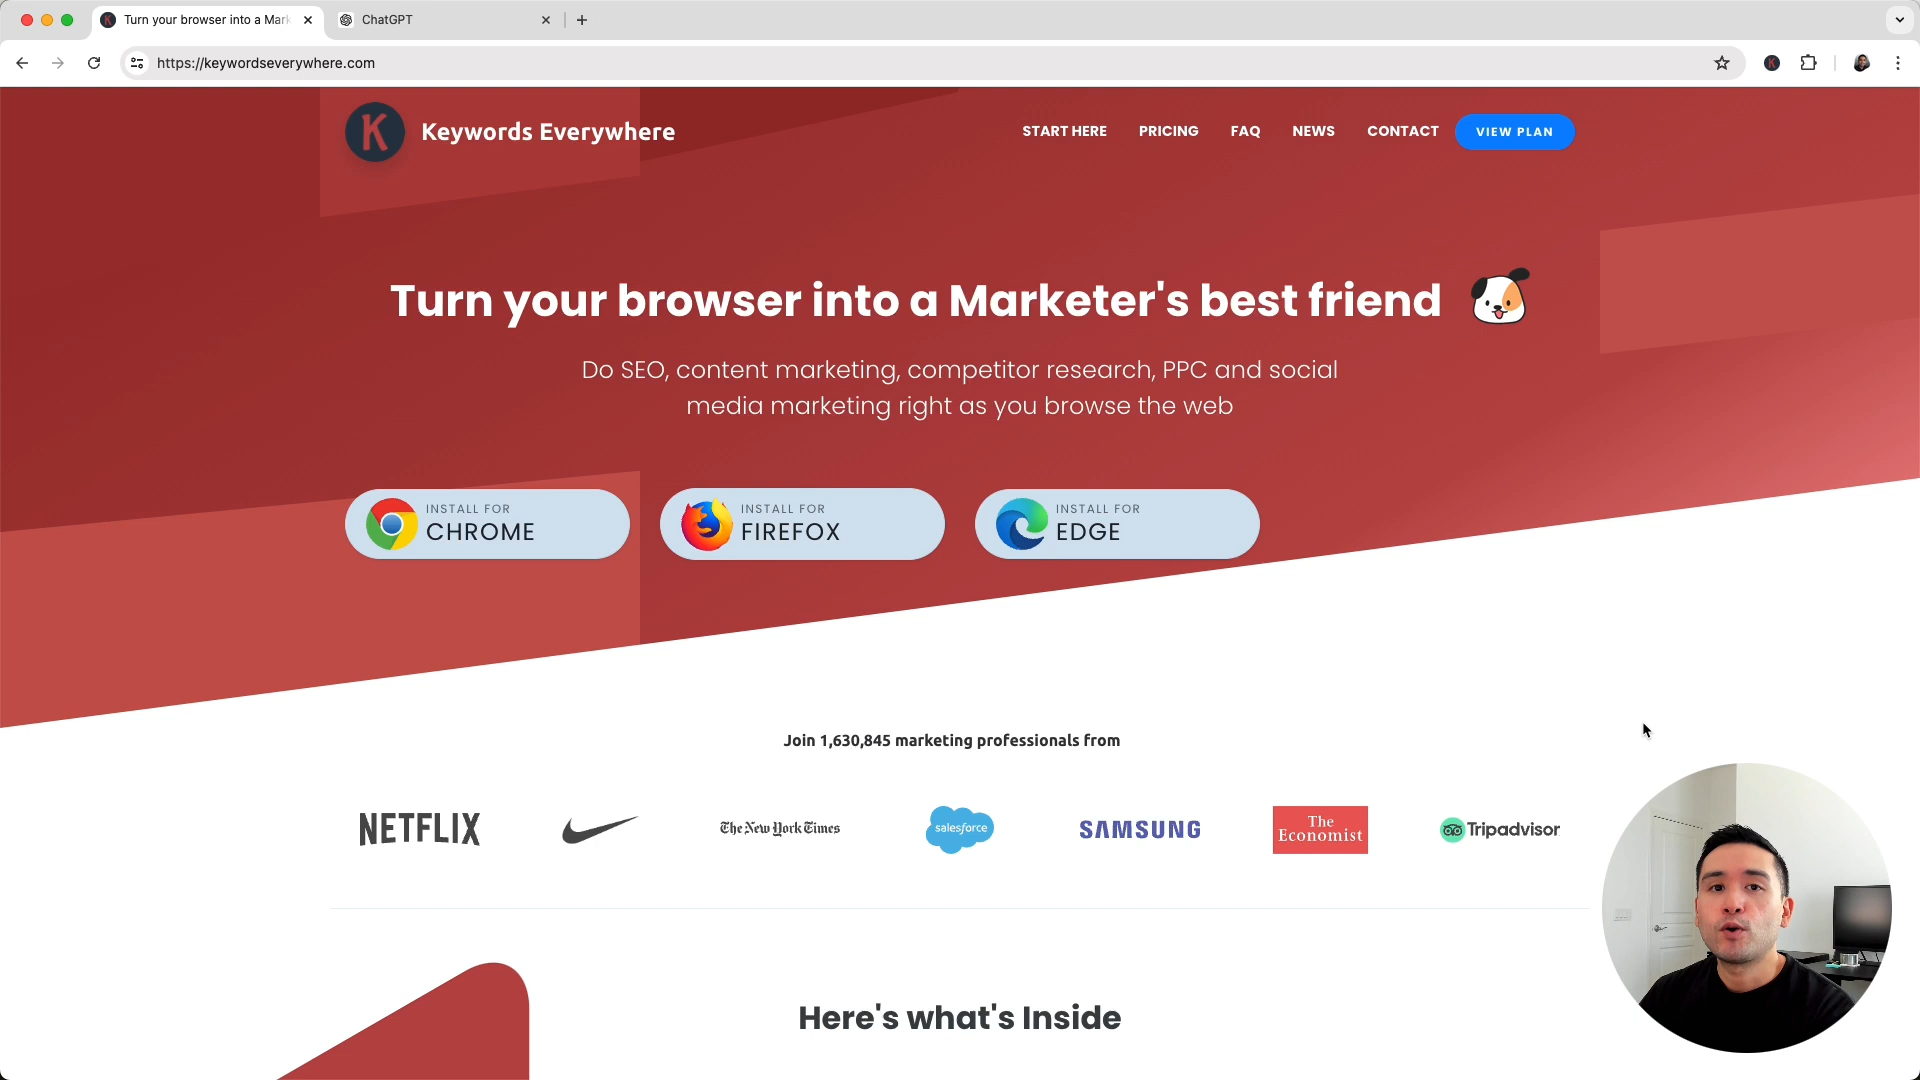 Turn your browser into a Mark
ChatGPT
https://keywordseverywhere.com
K
Keywords Everywhere
START HERE
PRICING
FAQ
NEWS
CONTACT
VIEW PLAN
Turn your browser into a Marketer's best friend
Do SEO, content marketing, competitor research, PPC and social
media marketing right as you browse the web
INSTALL FOR
CHROME
INSTALL FOR
FIREFOX
INSTALL FOR
EDGE
Join 1,630,845 marketing professionals from
NETFLIX
The New York Times
salesforce
SAMSUNG
The
Economist
Tripadvisor
Here's what's Inside